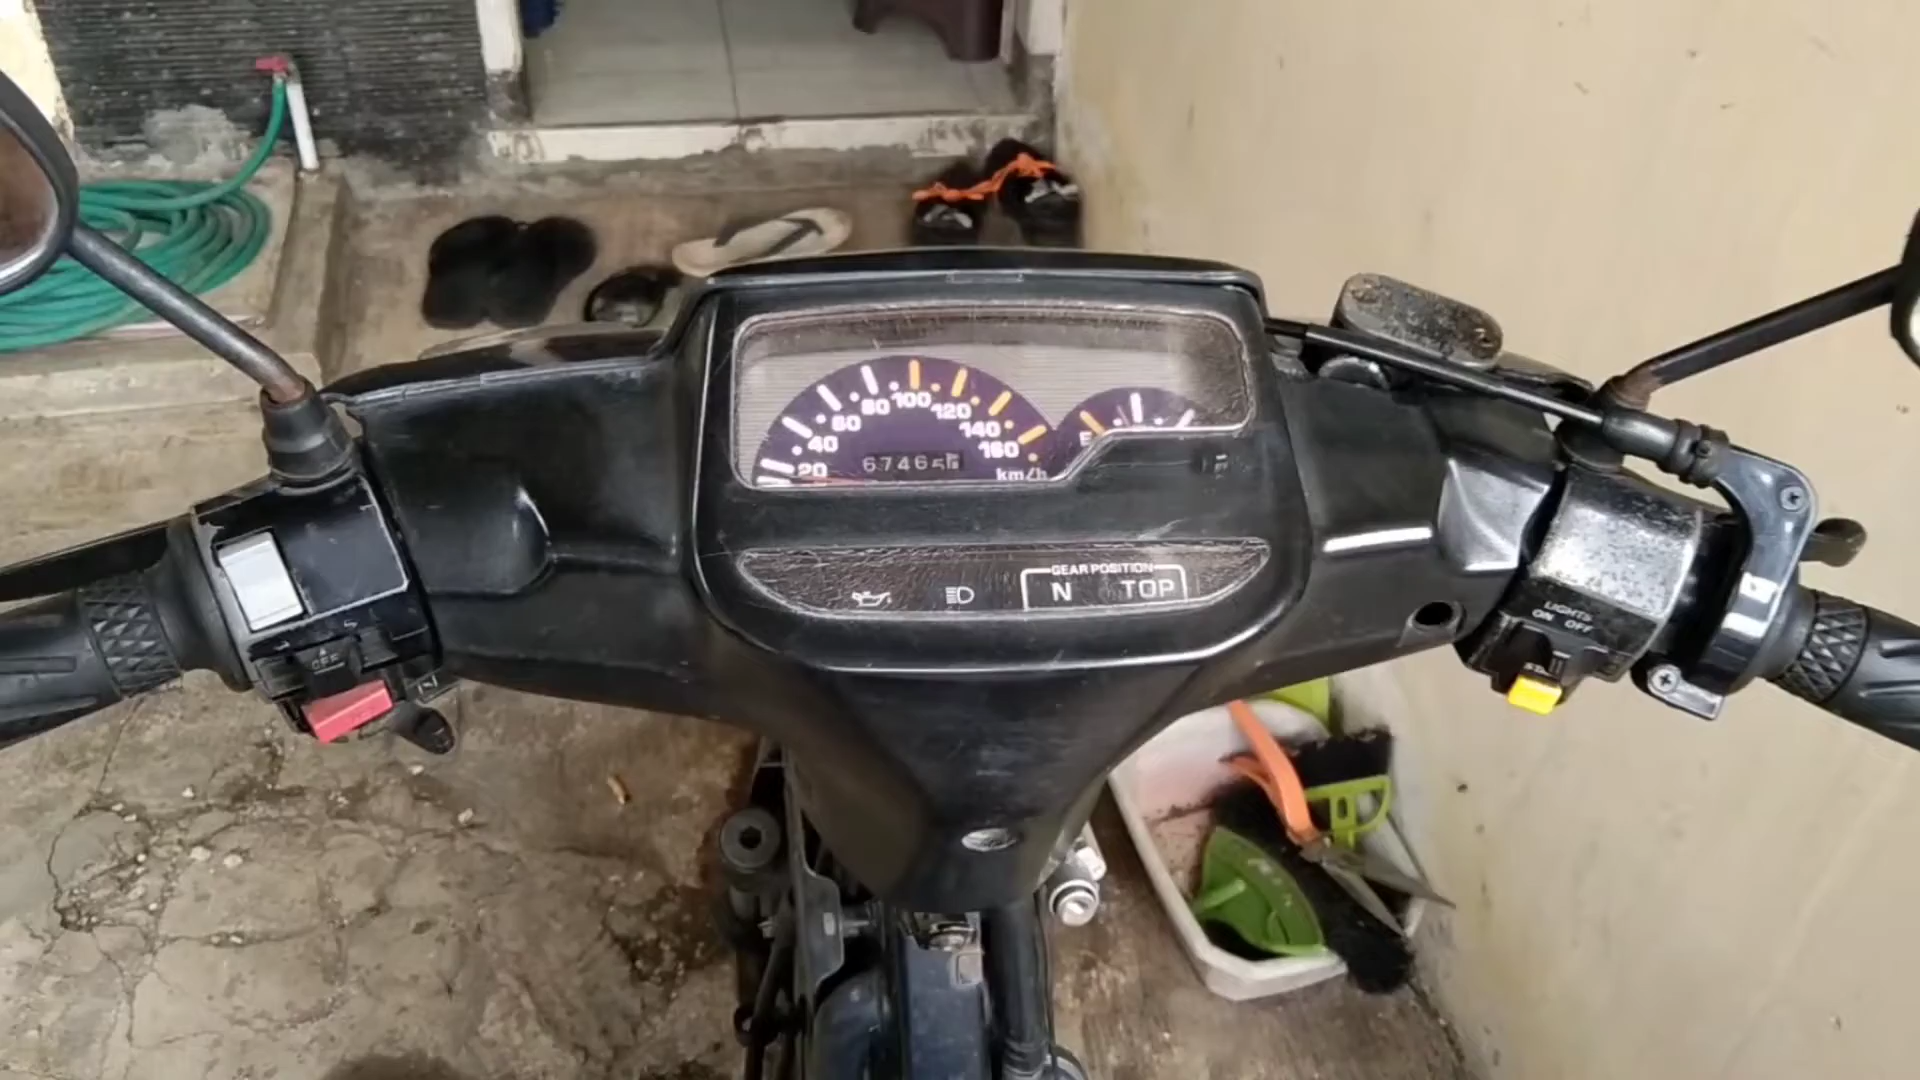 20
40
60
80
100
120
140
160
km/h
67465
E
GEAR POSITION
N TOP
OFF
LIGHTS
ON OFF